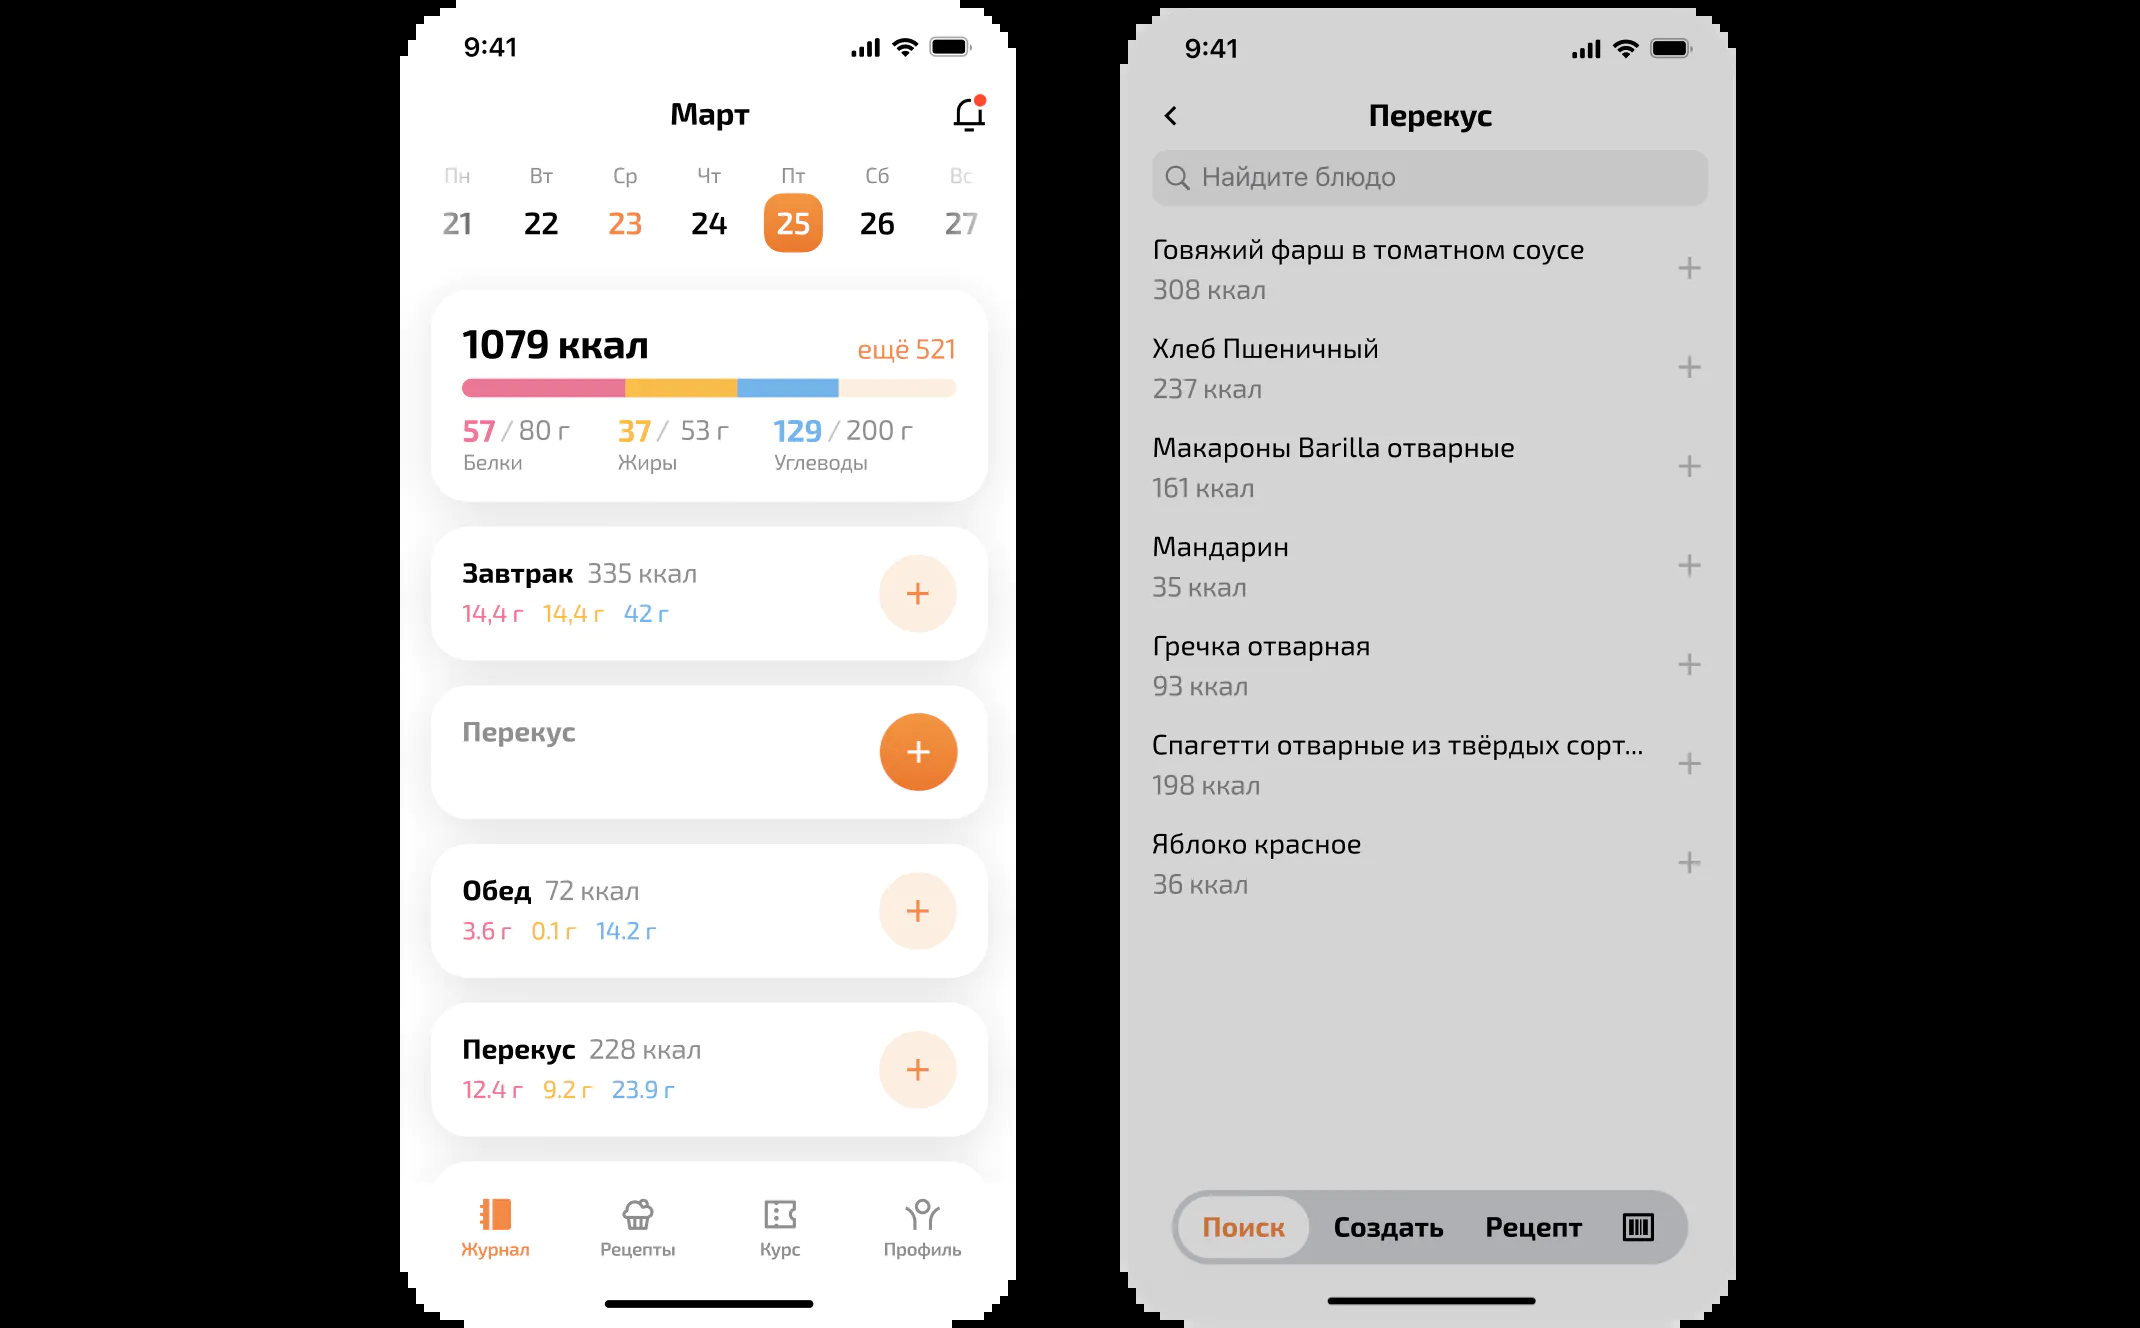 9:41
Март
Пн Вт Ср Чт Пт Сб Вс
21 22 23 24 25 26 27
1079 ккал ещё 521
57 / 80 г 37 / 53 г 129 / 200 г
Белки Жиры Углеводы
Завтрак 335 ккал
14,4 г 14,4 г 42 г
Перекус
Обед 72 ккал
3.6 г 0.1 г 14.2 г
Перекус 228 ккал
12.4 г 9.2 г 23.9 г
Журнал Рецепты Курс Профиль
9:41
Перекус
Найдите блюдо
Говяжий фарш в томатном соусе
308 ккал
Хлеб Пшеничный
237 ккал
Макароны Barilla отварные
161 ккал
Мандарин
35 ккал
Гречка отварная
93 ккал
Спагетти отварные из твёрдых сорт...
198 ккал
Яблоко красное
36 ккал
Поиск Создать Рецепт